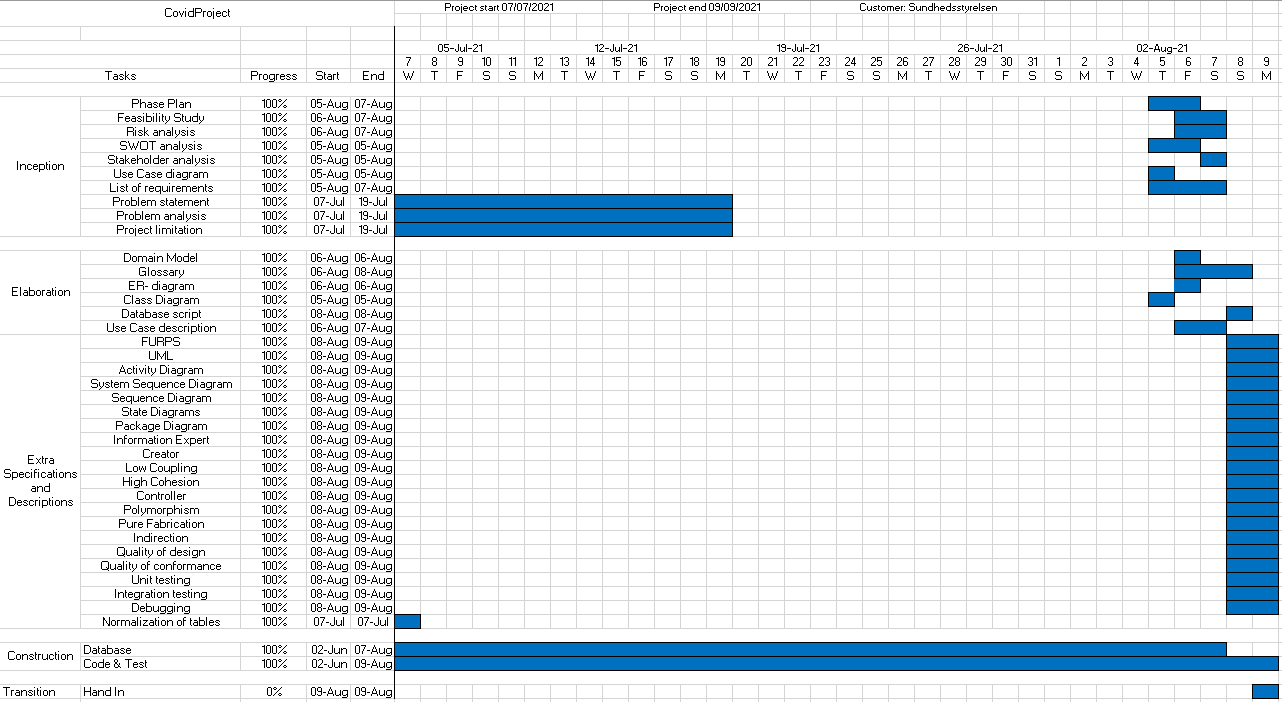 CovidProject Project start 07/07/2021 Project end 09/09/2021 Customer: Sundhedsstyrelsen
05-Jul-21 12-Jul-21 19-Jul-21 26-Jul-21 02-Aug-21
7 8 9 10 11 12 13 14 15 16 17 18 19 20 21 22 23 24 25 26 27 28 29 30 31 1 2 3 4 5 6 7 8 9
Tasks Progress Start End W T F S S M T W T F S S M T W T F S S M T W T F S S M T W T F S S M
Inception
Phase Plan 100% 05-Aug 07-Aug
Feasibility Study 100% 06-Aug 07-Aug
Risk analysis 100% 06-Aug 07-Aug
SWOT analysis 100% 05-Aug 05-Aug
Stakeholder analysis 100% 05-Aug 05-Aug
Use Case diagram 100% 05-Aug 05-Aug
List of requirements 100% 05-Aug 07-Aug
Problem statement 100% 07-Jul 19-Jul
Problem analysis 100% 07-Jul 19-Jul
Project limitation 100% 07-Jul 19-Jul
Elaboration
Domain Model 100% 06-Aug 06-Aug
Glossary 100% 06-Aug 08-Aug
ER- diagram 100% 06-Aug 06-Aug
Class Diagram 100% 05-Aug 05-Aug
Database script 100% 08-Aug 08-Aug
Use Case description 100% 06-Aug 07-Aug
Extra
Specifications
and
Descriptions
FURPS 100% 08-Aug 09-Aug
UML 100% 08-Aug 09-Aug
Activity Diagram 100% 08-Aug 09-Aug
System Sequence Diagram 100% 08-Aug 09-Aug
Sequence Diagram 100% 08-Aug 09-Aug
State Diagrams 100% 08-Aug 09-Aug
Package Diagram 100% 08-Aug 09-Aug
Information Expert 100% 08-Aug 09-Aug
Creator 100% 08-Aug 09-Aug
Low Coupling 100% 08-Aug 09-Aug
High Cohesion 100% 08-Aug 09-Aug
Controller 100% 08-Aug 09-Aug
Polymorphism 100% 08-Aug 09-Aug
Pure Fabrication 100% 08-Aug 09-Aug
Indirection 100% 08-Aug 09-Aug
Quality of design 100% 08-Aug 09-Aug
Quality of conformance 100% 08-Aug 09-Aug
Unit testing 100% 08-Aug 09-Aug
Integration testing 100% 08-Aug 09-Aug
Debugging 100% 08-Aug 09-Aug
Normalization of tables 100% 07-Jul 07-Jul
Construction
Database 100% 02-Jun 07-Aug
Code & Test 100% 02-Jun 09-Aug
Transition Hand In 0% 09-Aug 09-Aug